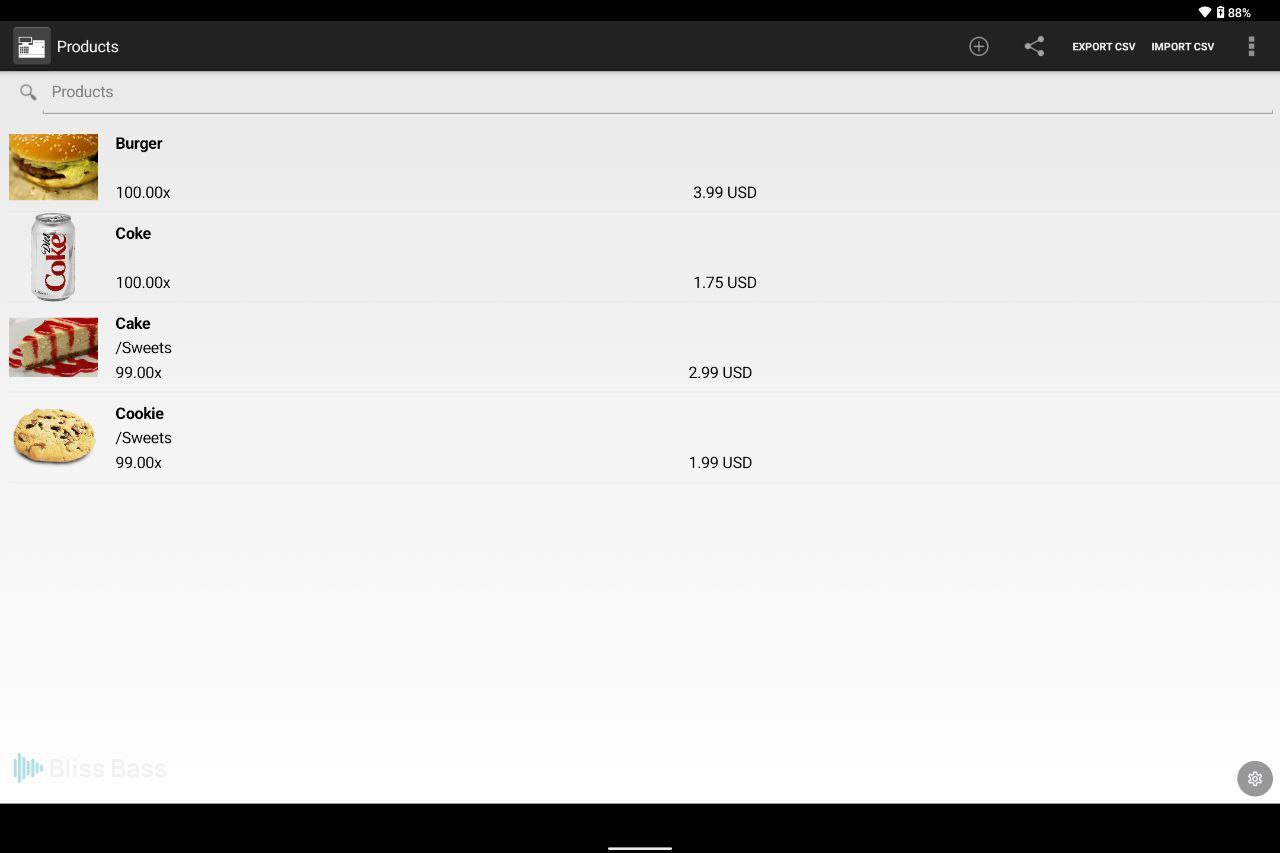 88%
Products
EXPORT CSV
IMPORT CSV
Products
Burger
100.00x
3.99 USD
Diet
Coke
Coke
100.00x
1.75 USD
Cake
/Sweets
99.00x
2.99 USD
Cookie
/Sweets
99.00x
1.99 USD
Bliss Bass